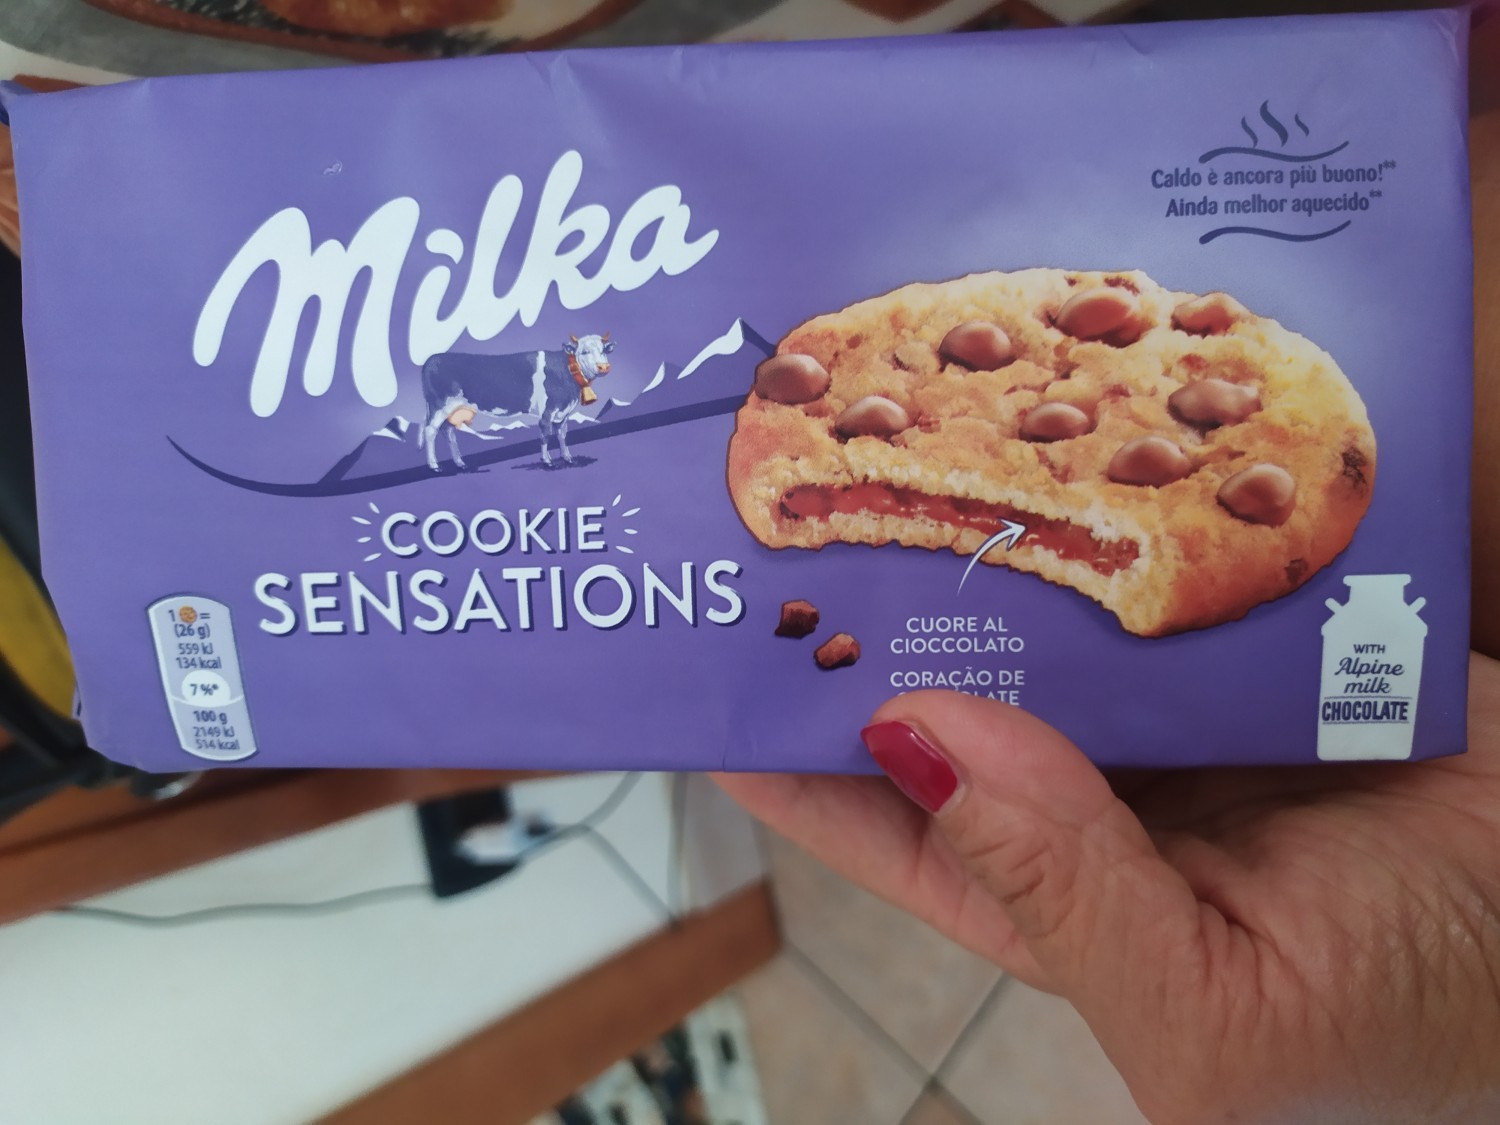 Milka
COOKIE
SENSATIONS
Caldo è ancora più buono!**
Ainda melhor aquecido**
CUORE AL
CIOCCOLATO
CORAÇÃO DE
1 =
(26 g)
559 kJ
134 kcal
7%*
100 g
2149 kJ
514 kcal
WITH
Alpine
milk
CHOCOLATE